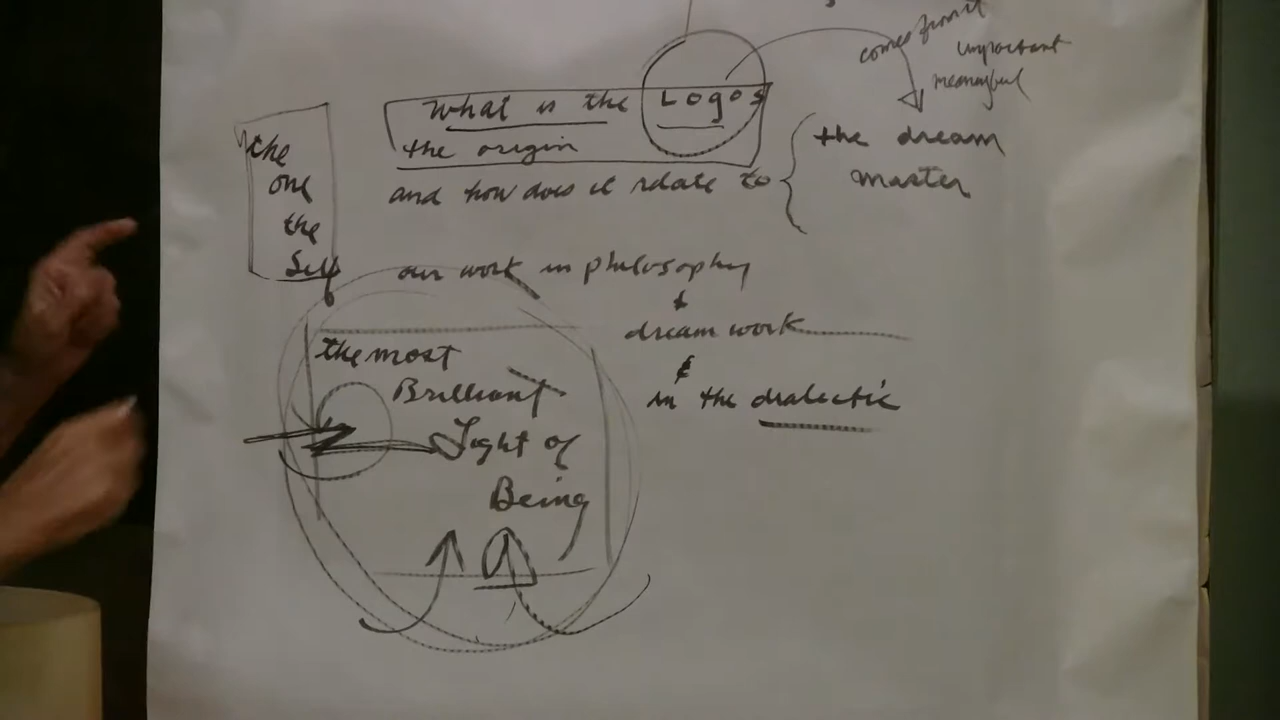 comes from it
important
meaningful
What is the Logos
the origin
and how does it relate to
the dream
master
the
one
the
Self
our work in philosophy
&
dream work
&
in the dialectic
the most
Brilliant
Light of
Being